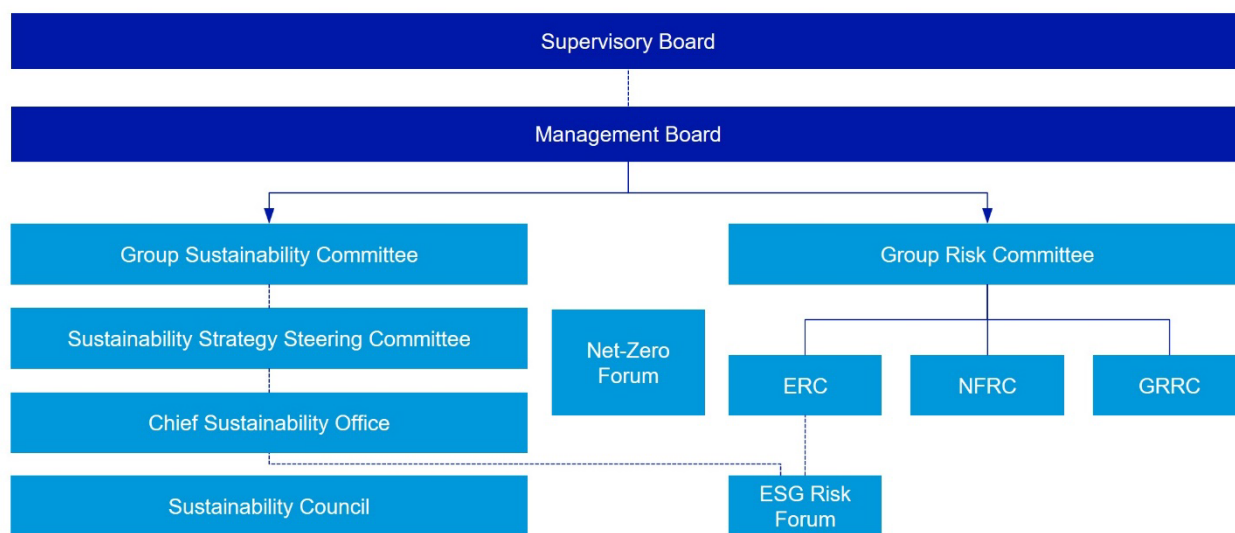 Supervisory Board
Management Board
Group Sustainability Committee
Group Risk Committee
Sustainability Strategy Steering Committee
Net-Zero
Forum
ERC
NFRC
GRRC
Chief Sustainability Office
Sustainability Council
ESG Risk
Forum